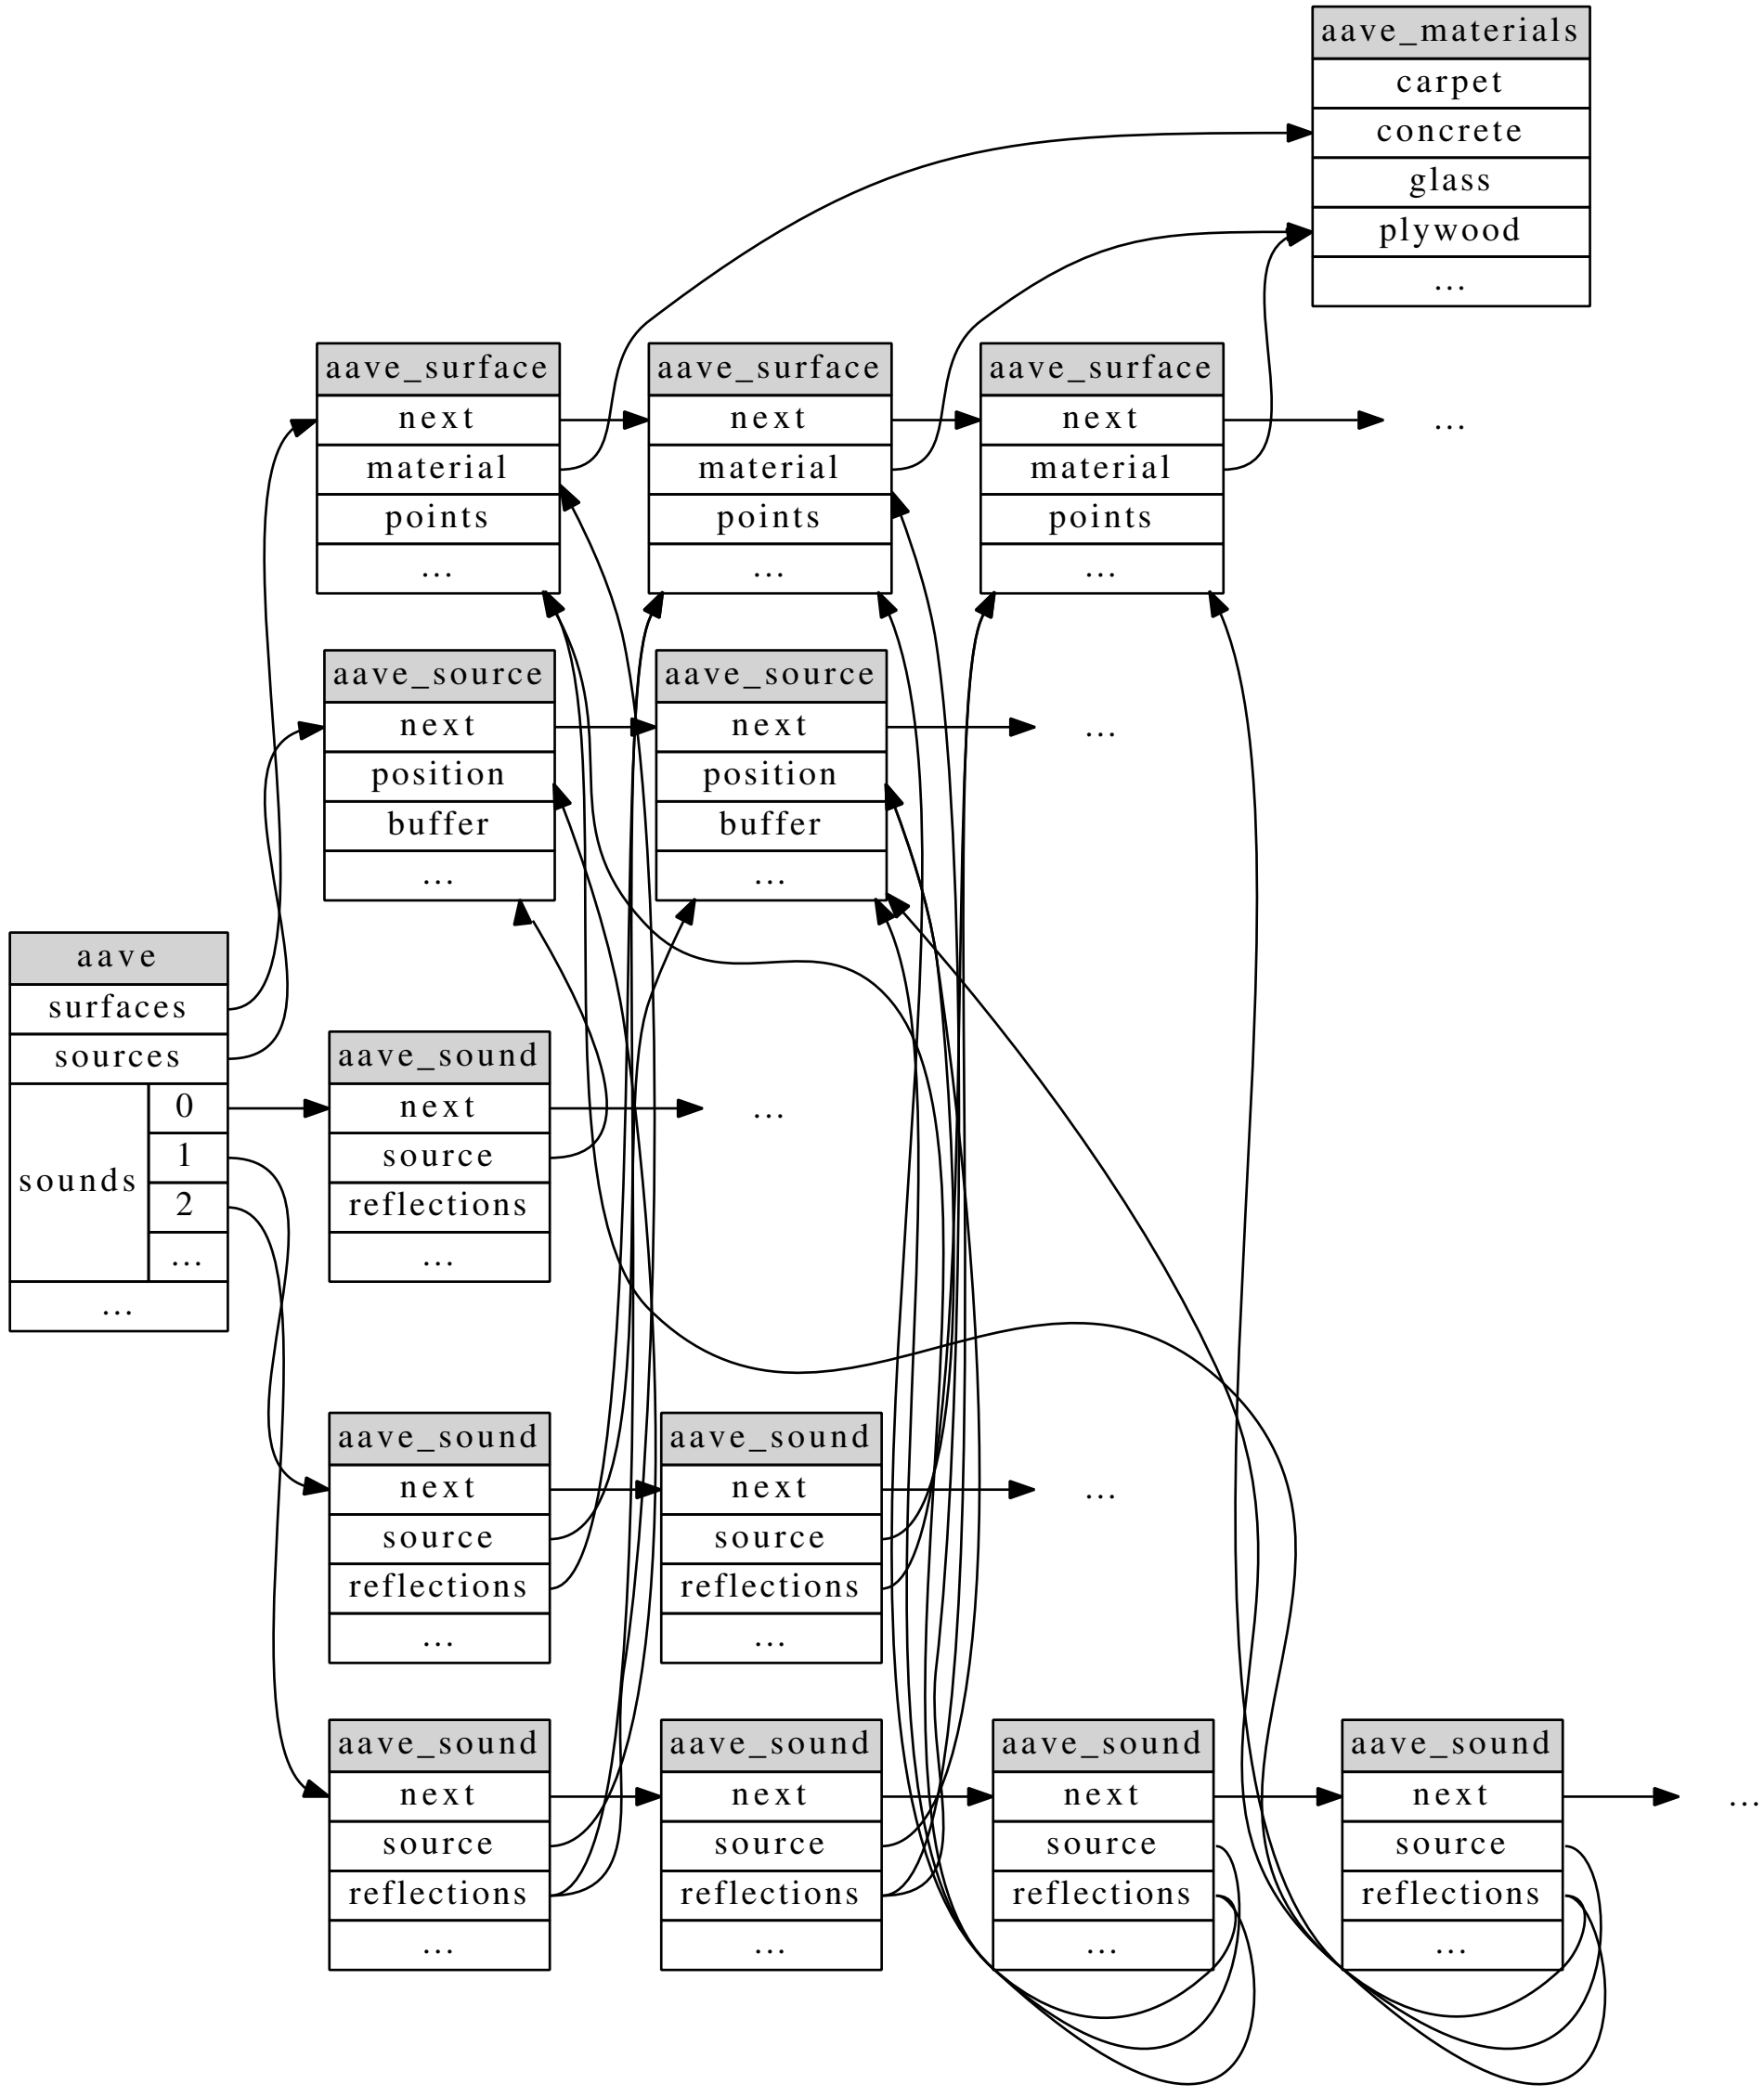 aave_materials
carpet
concrete
glass
plywood
...
aave_surface
next
material
points
...
aave_surface
next
material
points
...
aave_surface
next
material
points
...
...
aave_source
next
position
buffer
...
aave_source
next
position
buffer
...
...
aave
surfaces
sources
sounds
0
1
2
...
...
aave_sound
next
source
reflections
...
...
aave_sound
next
source
reflections
...
aave_sound
next
source
reflections
...
...
aave_sound
next
source
reflections
...
aave_sound
next
source
reflections
...
aave_sound
next
source
reflections
...
aave_sound
next
source
reflections
...
...